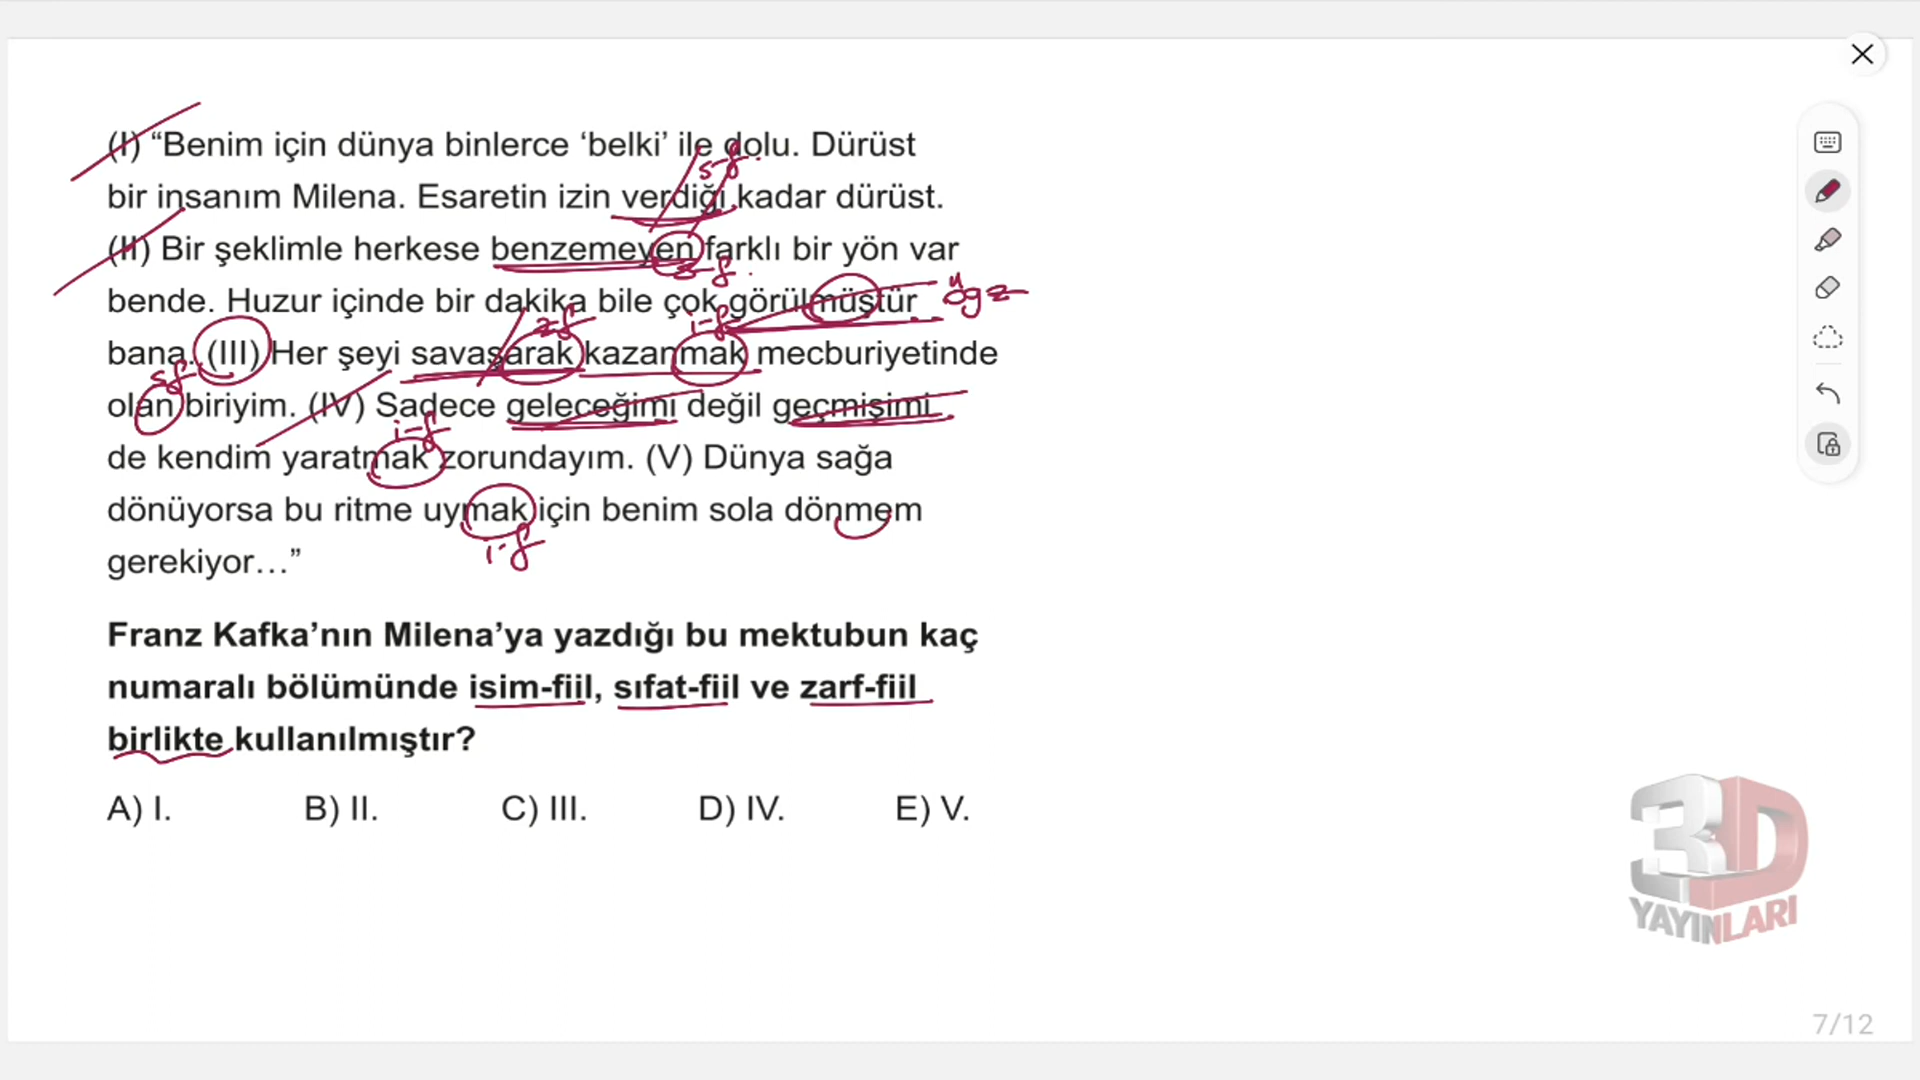 (I) “Benim için dünya binlerce ‘belki’ ile dolu. Dürüst
s-f
bir insanım Milena. Esaretin izin verdiği kadar dürüst.
(II) Bir şeklimle herkese benzemeyen farklı bir yön var
s-f
bende. Huzur içinde bir dakika bile çok görülmüştür ögz
z-f i-f
bana. (III) Her şeyi savaşarak kazanmak mecburiyetinde
sf
olan biriyim. (IV) Sadece geleceğimi değil geçmişimi
i-f
de kendim yaratmak zorundayım. (V) Dünya sağa
dönüyorsa bu ritme uymak için benim sola dönmem
i-f
gerekiyor…”
Franz Kafka’nın Milena’ya yazdığı bu mektubun kaç
numaralı bölümünde isim-fiil, sıfat-fiil ve zarf-fiil
birlikte kullanılmıştır?
A) I. B) II. C) III. D) IV. E) V.
3D
YAYINLARI
7/12